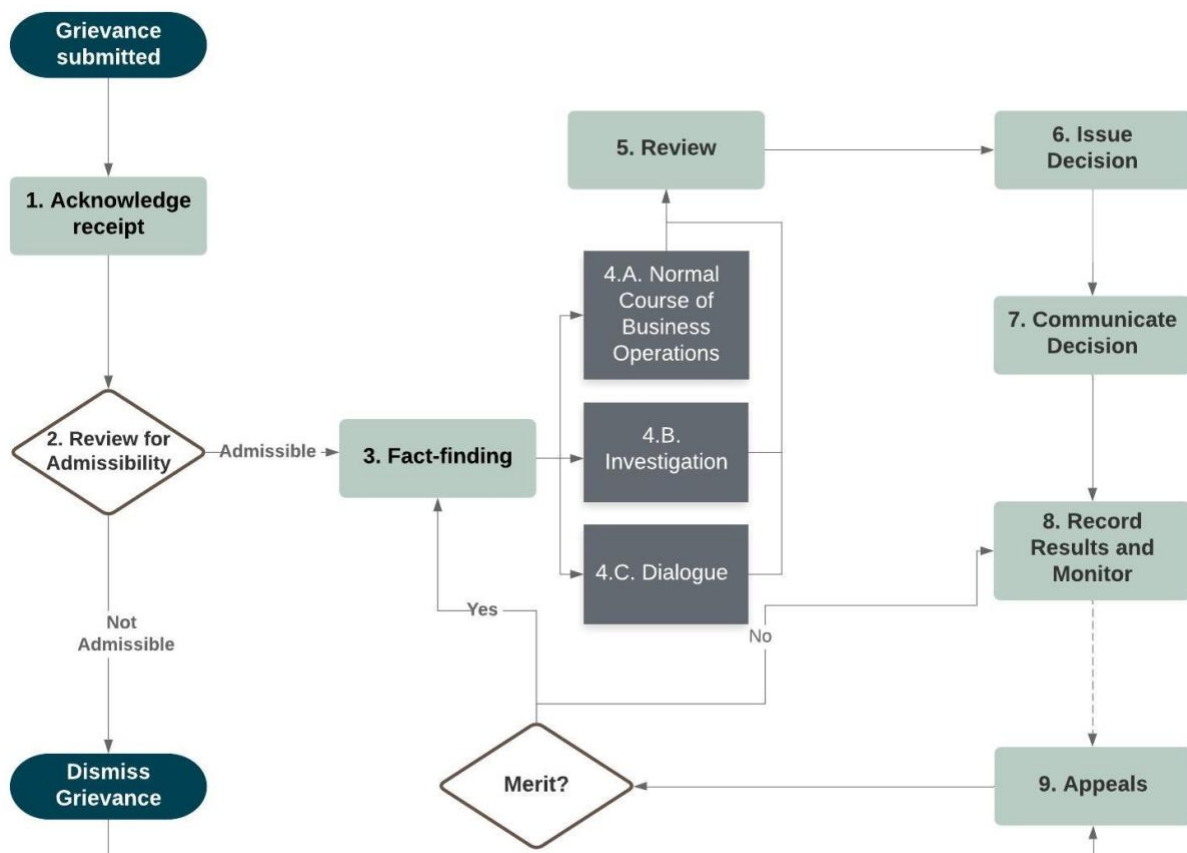 Grievance
submitted
1. Acknowledge
receipt
2. Review for
Admissibility
Admissible
Not
Admissible
Dismiss
Grievance
3. Fact-finding
4.A. Normal
Course of
Business
Operations
4.B.
Investigation
4.C. Dialogue
5. Review
6. Issue
Decision
7. Communicate
Decision
8. Record
Results and
Monitor
9. Appeals
Merit?
Yes
No